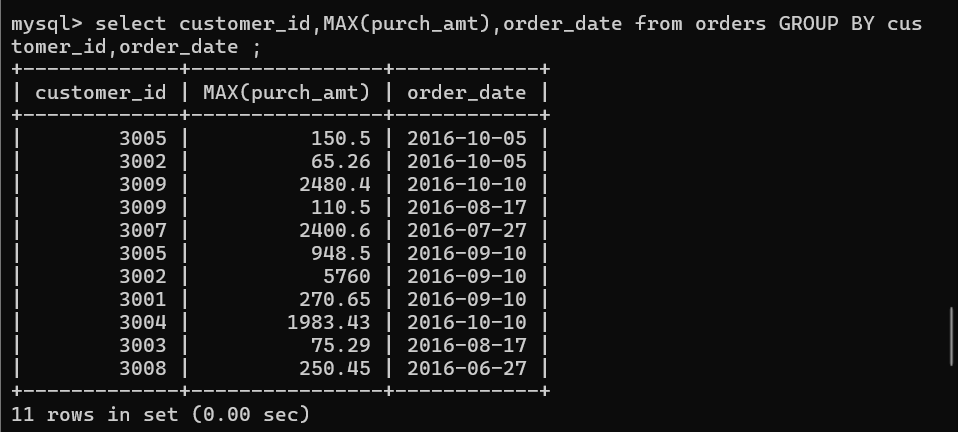 mysql> select customer_id,MAX(purch_amt),order_date from orders GROUP BY cus
tomer_id,order_date ;
+-------------+----------------+------------+
| customer_id | MAX(purch_amt) | order_date |
+-------------+----------------+------------+
|        3005 |          150.5 | 2016-10-05 |
|        3002 |          65.26 | 2016-10-05 |
|        3009 |         2480.4 | 2016-10-10 |
|        3009 |          110.5 | 2016-08-17 |
|        3007 |         2400.6 | 2016-07-27 |
|        3005 |          948.5 | 2016-09-10 |
|        3002 |           5760 | 2016-09-10 |
|        3001 |         270.65 | 2016-09-10 |
|        3004 |        1983.43 | 2016-10-10 |
|        3003 |          75.29 | 2016-08-17 |
|        3008 |         250.45 | 2016-06-27 |
+-------------+----------------+------------+
11 rows in set (0.00 sec)